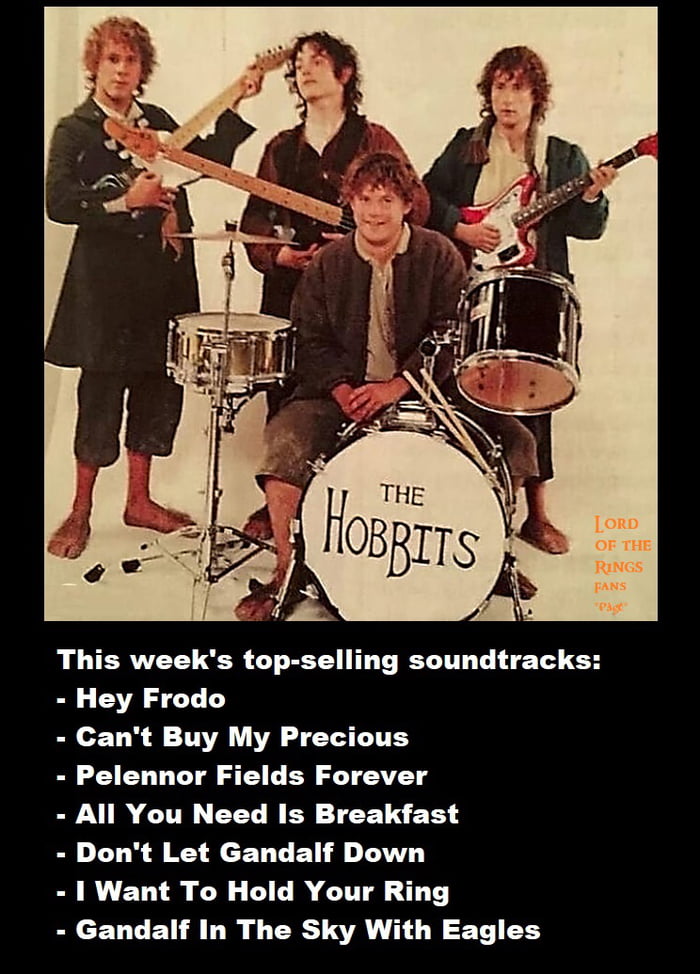 THE
HOBBITS
LORD
OF THE
RINGS
FANS
"Page"
This week's top-selling soundtracks:
- Hey Frodo
- Can't Buy My Precious
- Pelennor Fields Forever
- All You Need Is Breakfast
- Don't Let Gandalf Down
- I Want To Hold Your Ring
- Gandalf In The Sky With Eagles